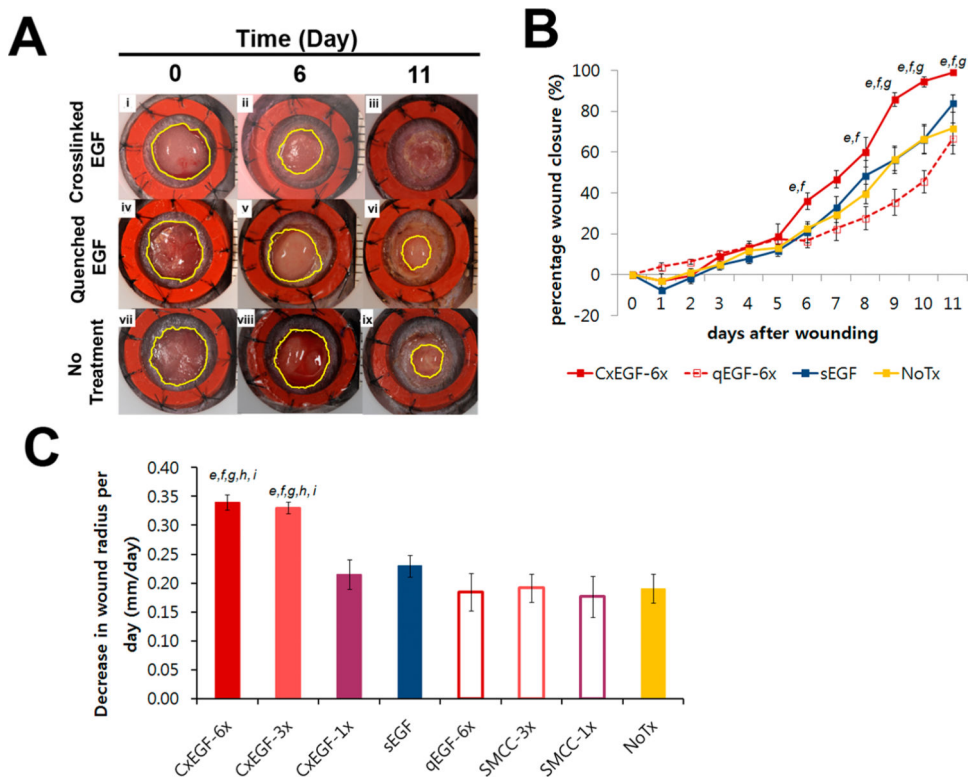 A
Time (Day)
0 6 11
Crosslinked
EGF
i ii iii
Quenched
EGF
iv v vi
No
Treatment
vii viii ix
B
percentage wound closure (%)
100
80
60
40
20
0
-20
e,f
e,f
e,f,g
e,f,g
e,f,g
0 1 2 3 4 5 6 7 8 9 10 11
days after wounding
CxEGF-6x qEGF-6x sEGF NoTx
C
Decrease in wound radius per
day (mm/day)
0.40
0.35
0.30
0.25
0.20
0.15
0.10
0.05
0.00
e,f,g,h, i
e,f,g,h, i
CxEGF-6x
CxEGF-3x
CxEGF-1x
sEGF
qEGF-6x
SMCC-3x
SMCC-1x
NoTx